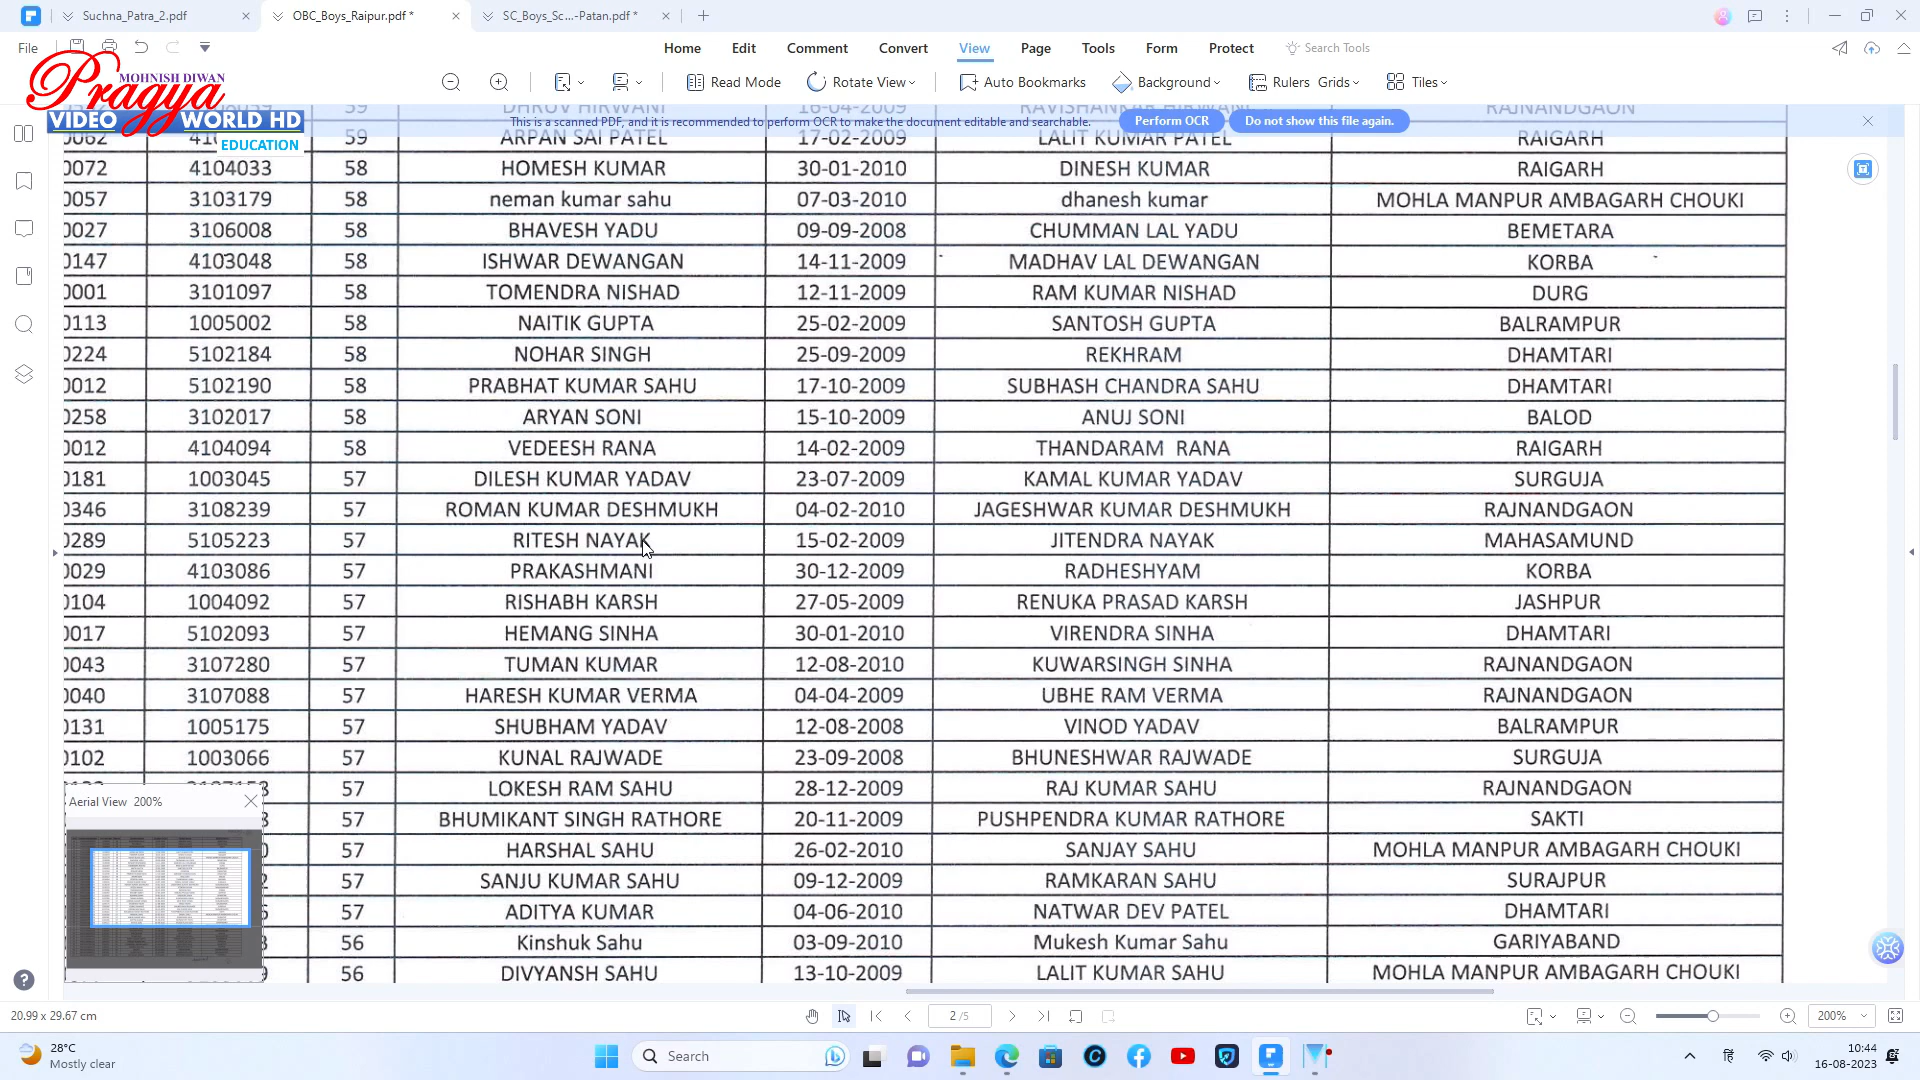 Suchna_Patra_2.pdf OBC_Boys_Raipur.pdf * SC_Boys_Sc...-Patan.pdf *
File Home Edit Comment Convert View Page Tools Form Protect Search Tools
Read Mode Rotate View Auto Bookmarks Background Rulers Grids Tiles
MOHNISH DIWAN
Pragya
VIDEO WORLD HD
EDUCATION
59 DHRUV HIRWANI 16-04-2009 RAVISHANKAR HIRWANI RAJNANDGAON
This is a scanned PDF, and it is recommended to perform OCR to make the document editable and searchable. Perform OCR Do not show this file again.
0062 59 ARPAN SAI PATEL 17-02-2009 LALIT KUMAR PATEL RAIGARH
0072 4104033 58 HOMESH KUMAR 30-01-2010 DINESH KUMAR RAIGARH
0057 3103179 58 neman kumar sahu 07-03-2010 dhanesh kumar MOHLA MANPUR AMBAGARH CHOUKI
0027 3106008 58 BHAVESH YADU 09-09-2008 CHUMMAN LAL YADU BEMETARA
0147 4103048 58 ISHWAR DEWANGAN 14-11-2009 MADHAV LAL DEWANGAN KORBA
0001 3101097 58 TOMENDRA NISHAD 12-11-2009 RAM KUMAR NISHAD DURG
0113 1005002 58 NAITIK GUPTA 25-02-2009 SANTOSH GUPTA BALRAMPUR
0224 5102184 58 NOHAR SINGH 25-09-2009 REKHRAM DHAMTARI
0012 5102190 58 PRABHAT KUMAR SAHU 17-10-2009 SUBHASH CHANDRA SAHU DHAMTARI
0258 3102017 58 ARYAN SONI 15-10-2009 ANUJ SONI BALOD
0012 4104094 58 VEDEESH RANA 14-02-2009 THANDARAM RANA RAIGARH
0181 1003045 57 DILESH KUMAR YADAV 23-07-2009 KAMAL KUMAR YADAV SURGUJA
0346 3108239 57 ROMAN KUMAR DESHMUKH 04-02-2010 JAGESHWAR KUMAR DESHMUKH RAJNANDGAON
0289 5105223 57 RITESH NAYAK 15-02-2009 JITENDRA NAYAK MAHASAMUND
0029 4103086 57 PRAKASHMANI 30-12-2009 RADHESHYAM KORBA
0104 1004092 57 RISHABH KARSH 27-05-2009 RENUKA PRASAD KARSH JASHPUR
0017 5102093 57 HEMANG SINHA 30-01-2010 VIRENDRA SINHA DHAMTARI
0043 3107280 57 TUMAN KUMAR 12-08-2010 KUWARSINGH SINHA RAJNANDGAON
0040 3107088 57 HARESH KUMAR VERMA 04-04-2009 UBHE RAM VERMA RAJNANDGAON
0131 1005175 57 SHUBHAM YADAV 12-08-2008 VINOD YADAV BALRAMPUR
0102 1003066 57 KUNAL RAJWADE 23-09-2008 BHUNESHWAR RAJWADE SURGUJA
57 LOKESH RAM SAHU 28-12-2009 RAJ KUMAR SAHU RAJNANDGAON
Aerial View 200%
3 57 BHUMIKANT SINGH RATHORE 20-11-2009 PUSHPENDRA KUMAR RATHORE SAKTI
57 HARSHAL SAHU 26-02-2010 SANJAY SAHU MOHLA MANPUR AMBAGARH CHOUKI
2 57 SANJU KUMAR SAHU 09-12-2009 RAMKARAN SAHU SURAJPUR
57 ADITYA KUMAR 04-06-2010 NATWAR DEV PATEL DHAMTARI
56 Kinshuk Sahu 03-09-2010 Mukesh Kumar Sahu GARIYABAND
9 56 DIVYANSH SAHU 13-10-2009 LALIT KUMAR SAHU MOHLA MANPUR AMBAGARH CHOUKI
20.99 x 29.67 cm 2 /5 200%
28°C
Mostly clear
Search
हि
10:44
16-08-2023